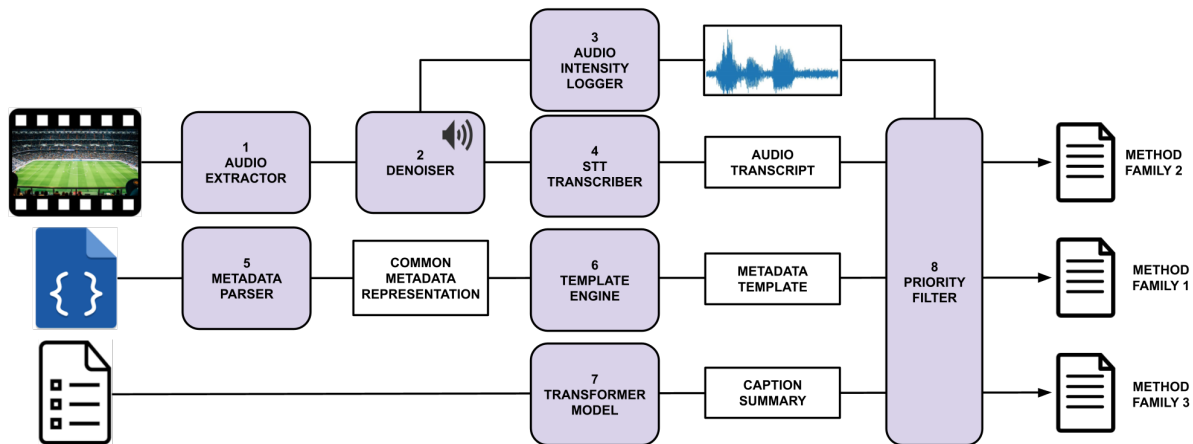 3
AUDIO
INTENSITY
LOGGER
1
AUDIO
EXTRACTOR
2
DENOISER
4
STT
TRANSCRIBER
AUDIO
TRANSCRIPT
METHOD
FAMILY 2
{ }
5
METADATA
PARSER
COMMON
METADATA
REPRESENTATION
6
TEMPLATE
ENGINE
METADATA
TEMPLATE
8
PRIORITY
FILTER
METHOD
FAMILY 1
7
TRANSFORMER
MODEL
CAPTION
SUMMARY
METHOD
FAMILY 3